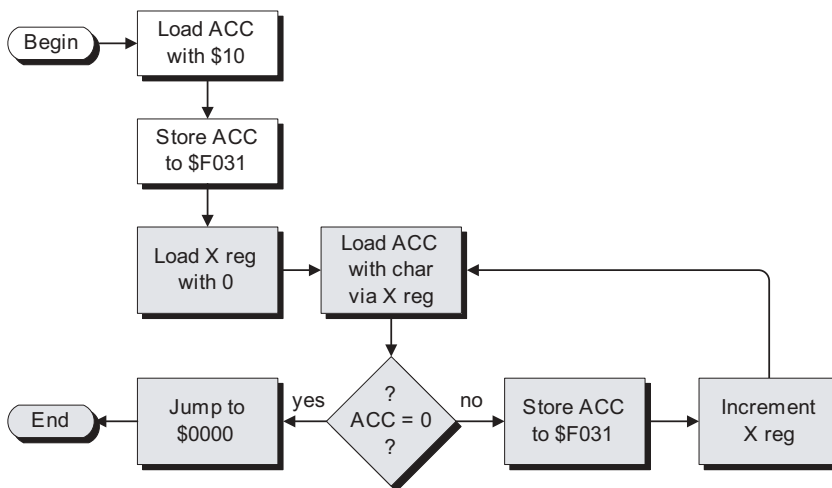 Begin
Load ACC
with $10
Store ACC
to $F031
Load X reg
with 0
Load ACC
with char
via X reg
?
ACC = 0
?
yes
no
Jump to
$0000
End
Store ACC
to $F031
Increment
X reg